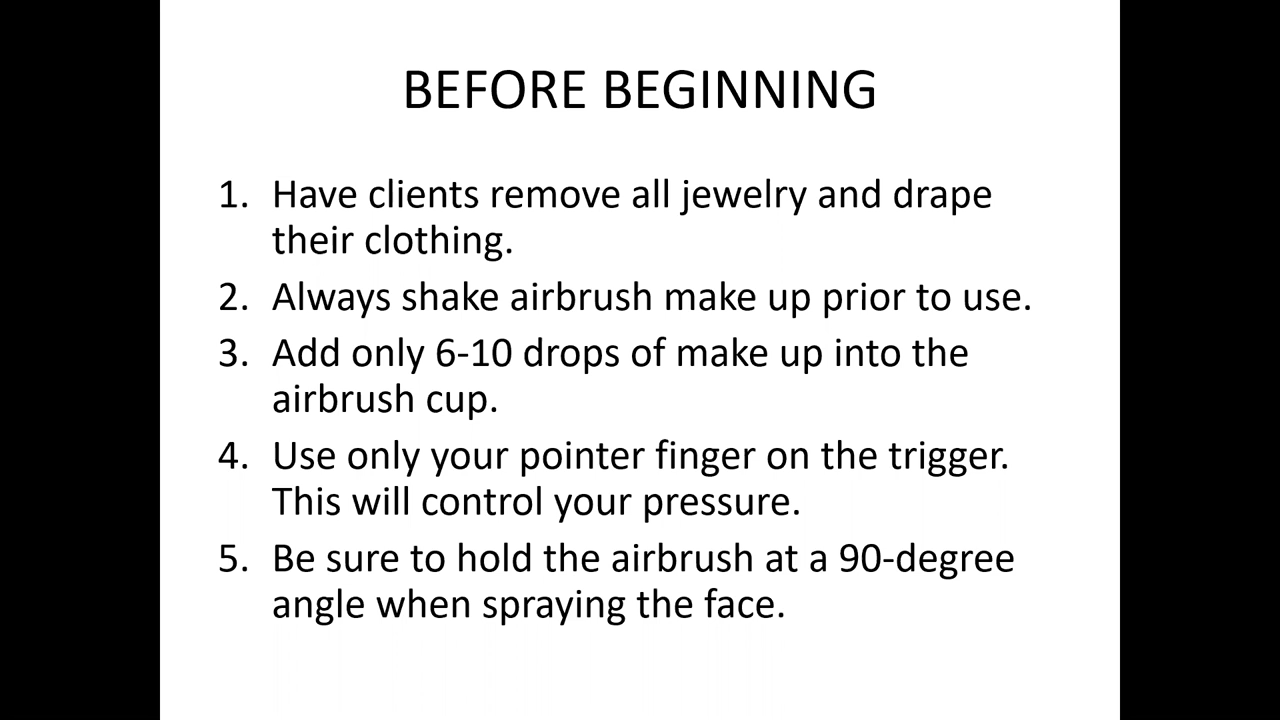 BEFORE BEGINNING
1. Have clients remove all jewelry and drape
their clothing.
2. Always shake airbrush make up prior to use.
3. Add only 6-10 drops of make up into the
airbrush cup.
4. Use only your pointer finger on the trigger.
This will control your pressure.
5. Be sure to hold the airbrush at a 90-degree
angle when spraying the face.